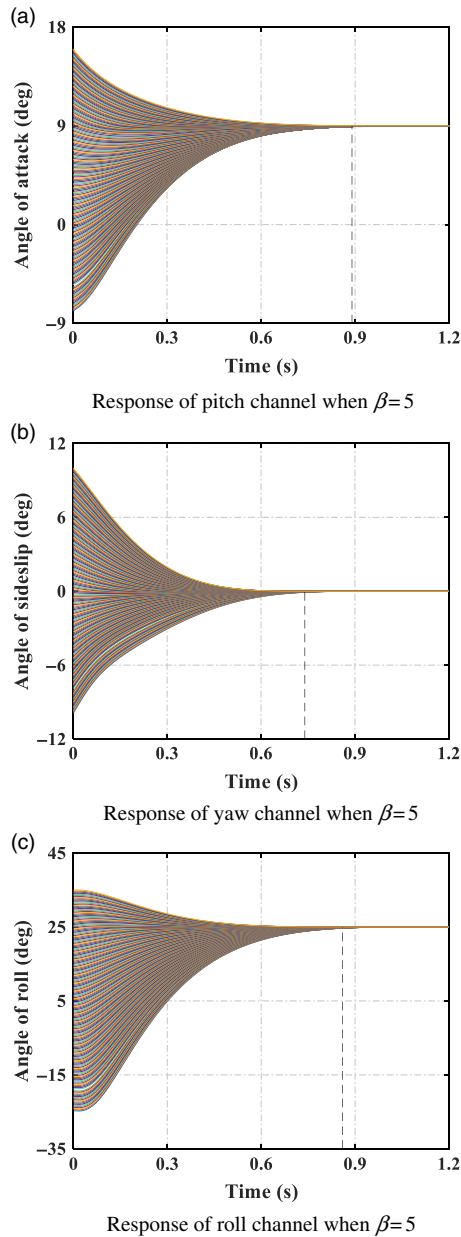 (a)
18
9
0
−9
Angle of attack (deg)
0 0.3 0.6 0.9 1.2
Time (s)
Response of pitch channel when β=5
(b)
12
6
0
−6
−12
Angle of sideslip (deg)
0 0.3 0.6 0.9 1.2
Time (s)
Response of yaw channel when β=5
(c)
45
25
5
−15
−35
Angle of roll (deg)
0 0.3 0.6 0.9 1.2
Time (s)
Response of roll channel when β=5